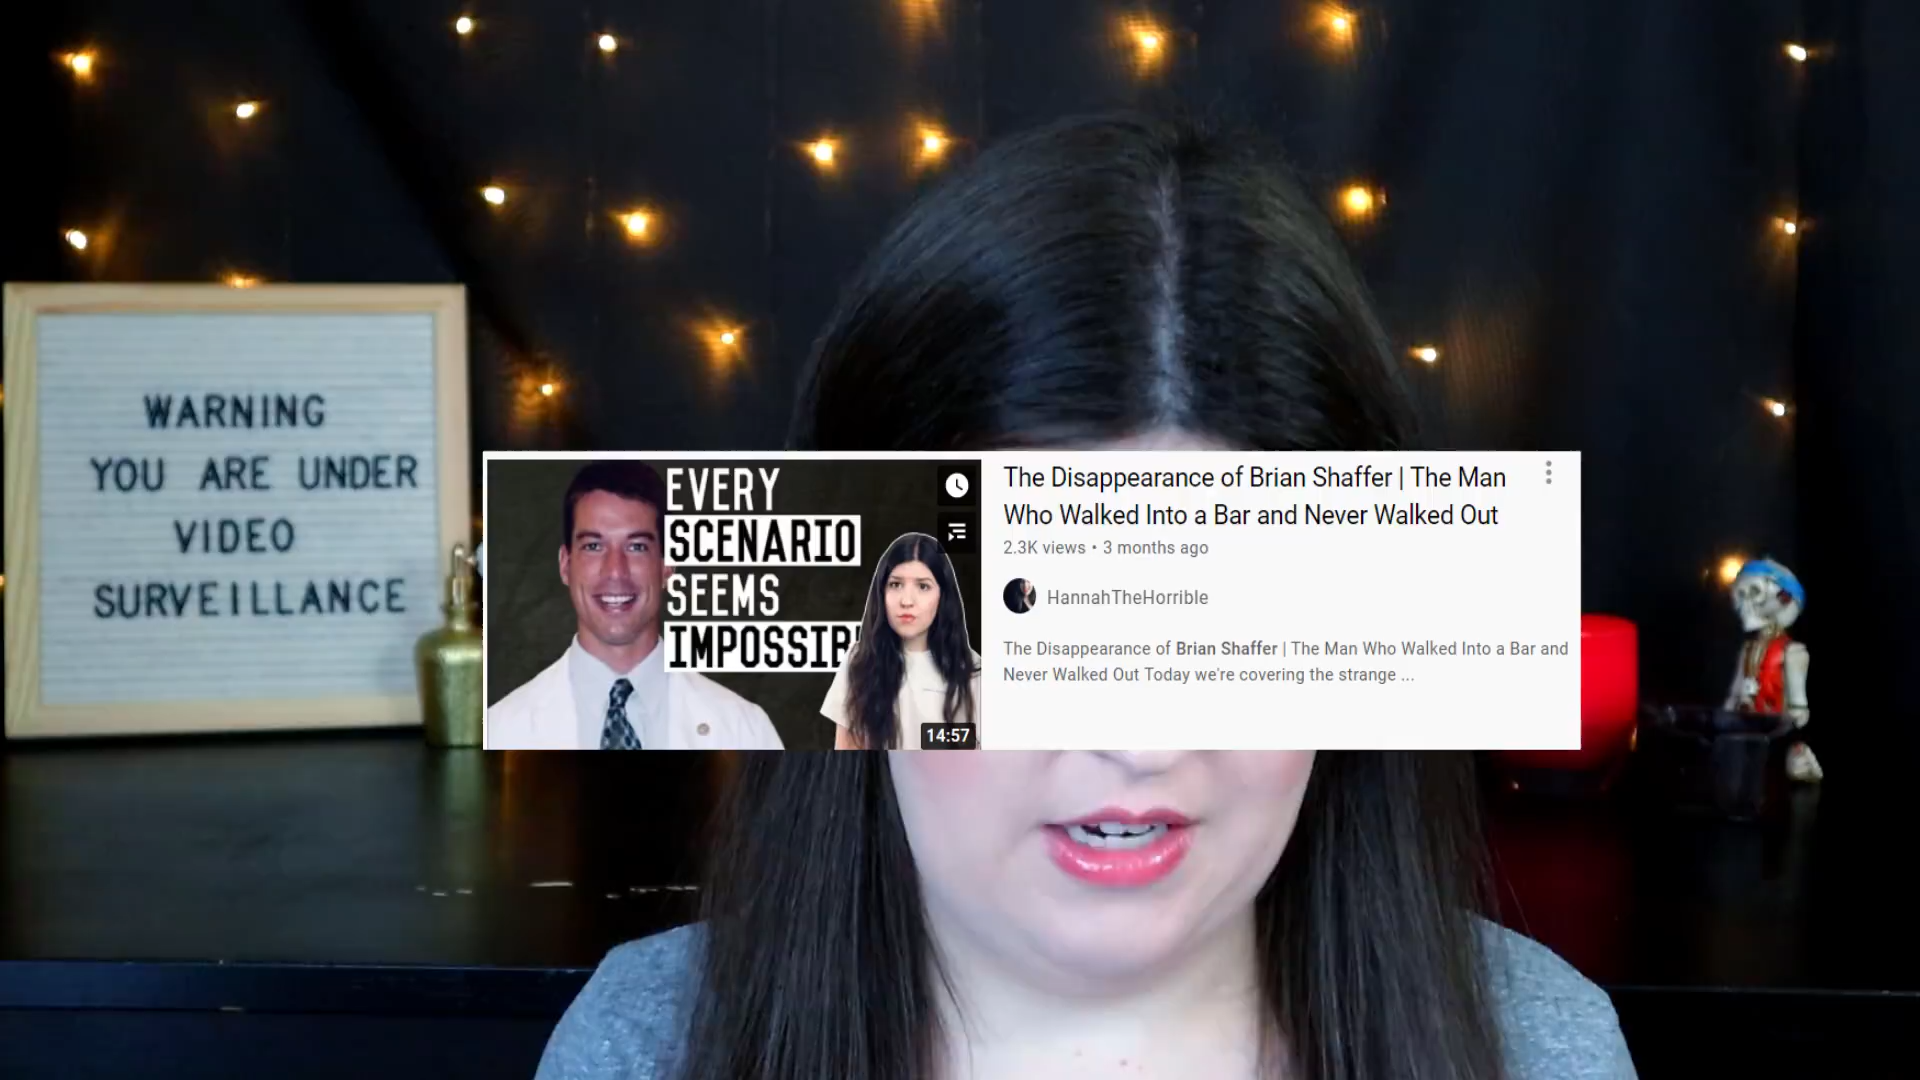 WARNING
YOU ARE UNDER
VIDEO
SURVEILLANCE
EVERY
SCENARIO
SEEMS
14:57
The Disappearance of Brian Shaffer | The Man
Who Walked Into a Bar and Never Walked Out
2.3K views • 3 months ago
HannahTheHorrible
The Disappearance of Brian Shaffer | The Man Who Walked Into a Bar and
Never Walked Out Today we're covering the strange ...